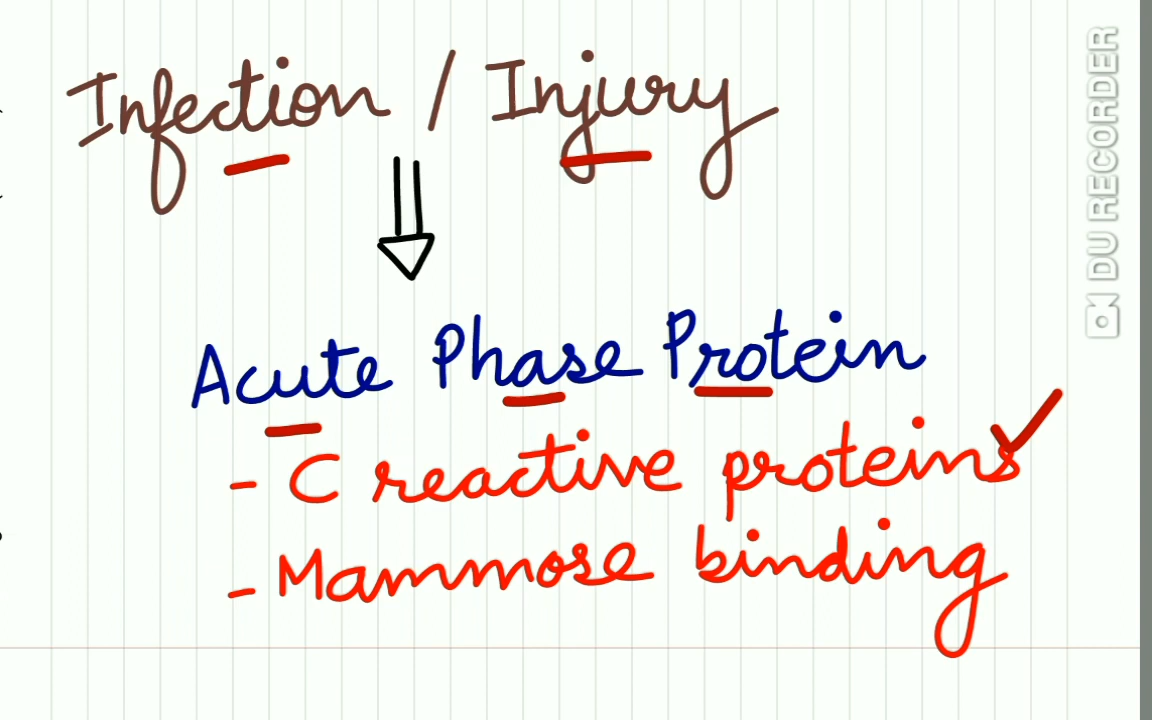 Infection / Injury
Acute Phase Protein
- C reactive proteins
- Mammose binding
DU RECORDER